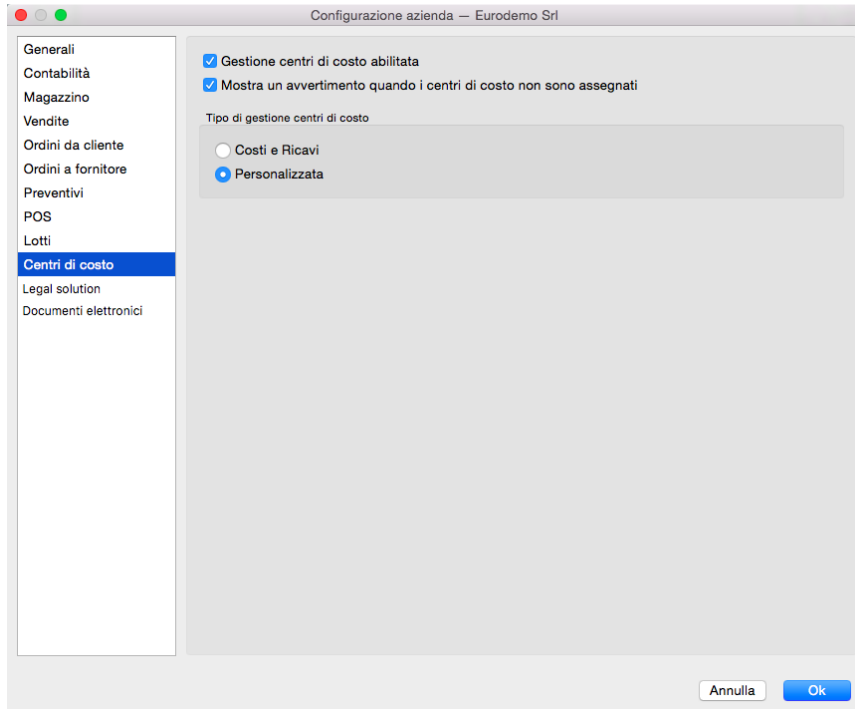 Configurazione azienda — Eurodemo Srl
Generali
Contabilità
Magazzino
Vendite
Ordini da cliente
Ordini a fornitore
Preventivi
POS
Lotti
Centri di costo
Legal solution
Documenti elettronici
Gestione centri di costo abilitata
Mostra un avvertimento quando i centri di costo non sono assegnati
Tipo di gestione centri di costo
Costi e Ricavi
Personalizzata
Annulla
Ok